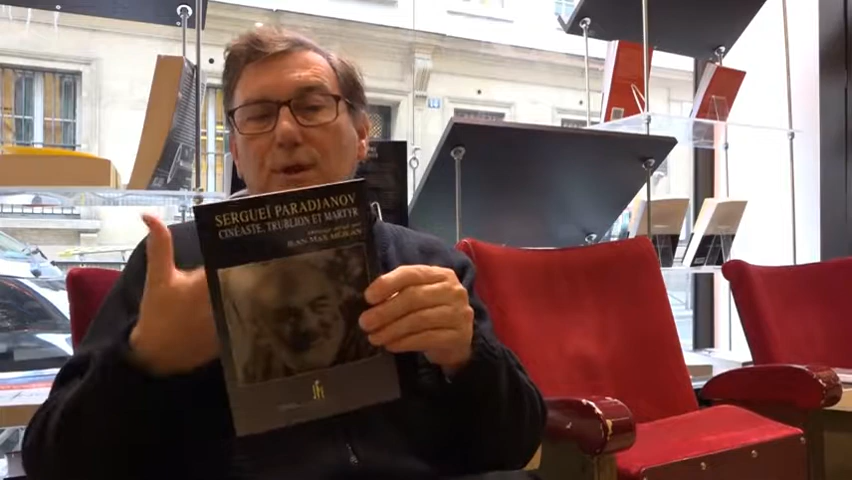 SERGUEÏ PARADJANOV
CINÉASTE, TRUBLION ET MARTYR
JEAN-MAX MÉJEAN